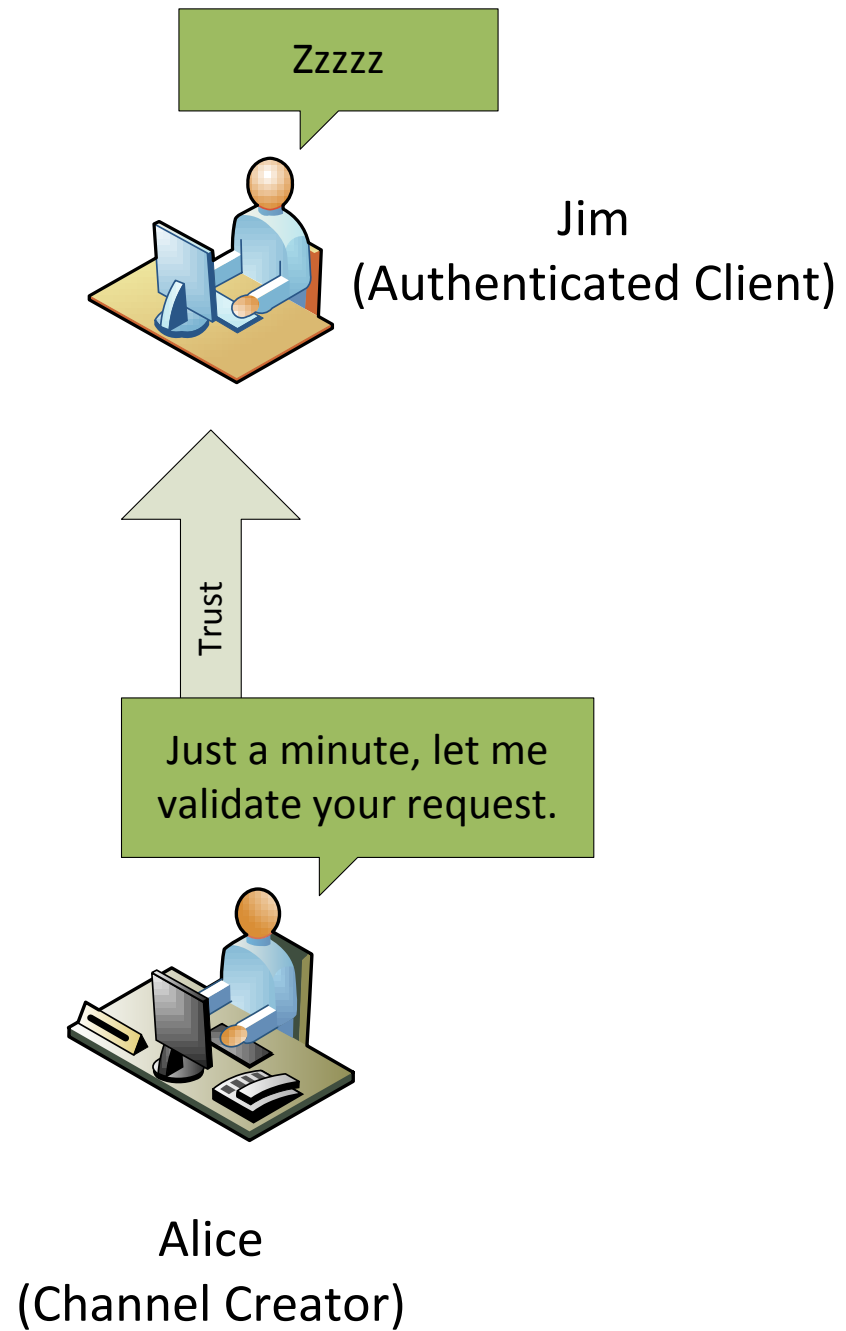 Zzzzz
Jim
(Authenticated Client)
Trust
Just a minute, let me
validate your request.
Alice
(Channel Creator)